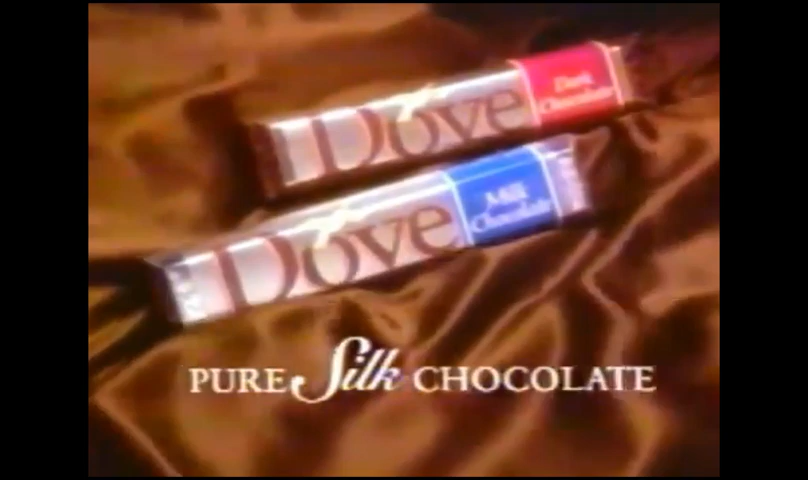 Dove
Dark
Chocolate
Dove
Milk
Chocolate
PURE Silk CHOCOLATE